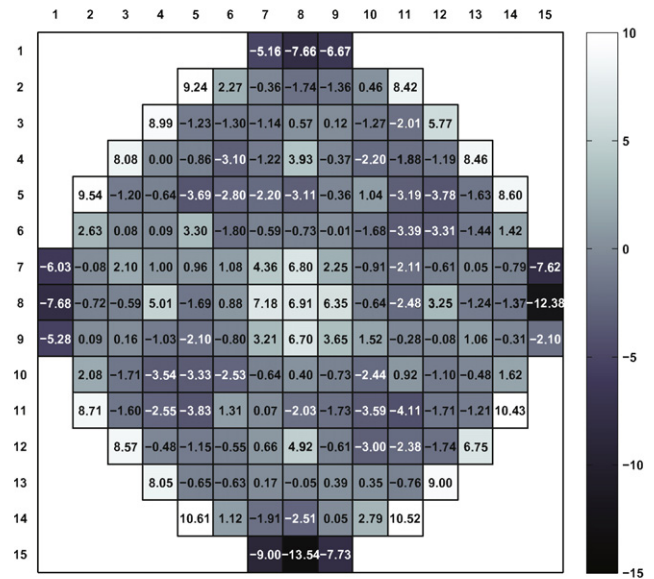 1 2 3 4 5 6 7 8 9 10 11 12 13 14 15
1 −5.16 −7.66 −6.67
2 9.24 2.27 −0.36 −1.74 −1.36 0.46 8.42
3 8.99 −1.23 −1.30 −1.14 0.57 0.12 −1.27 −2.01 5.77
4 8.08 0.00 −0.86 −3.10 −1.22 3.93 −0.37 −2.20 −1.88 −1.19 8.46
5 9.54 −1.20 −0.64 −3.69 −2.80 −2.20 −3.11 −0.36 1.04 −3.19 −3.78 −1.63 8.60
6 2.63 0.08 0.09 3.30 −1.80 −0.59 −0.73 −0.01 −1.68 −3.39 −3.31 −1.44 1.42
7 −6.03 −0.08 2.10 1.00 0.96 1.08 4.36 6.80 2.25 −0.91 −2.11 −0.61 0.05 −0.79 −7.62
8 −7.68 −0.72 −0.59 5.01 −1.69 0.88 7.18 6.91 6.35 −0.64 −2.48 3.25 −1.24 −1.37 −12.38
9 −5.28 0.09 0.16 −1.03 −2.10 −0.80 3.21 6.70 3.65 1.52 −0.28 −0.08 1.06 −0.31 −2.10
10 2.08 −1.71 −3.54 −3.33 −2.53 −0.64 0.40 −0.73 −2.44 0.92 −1.10 −0.48 1.62
11 8.71 −1.60 −2.55 −3.83 1.31 0.07 −2.03 −1.73 −3.59 −4.11 −1.71 −1.21 10.43
12 8.57 −0.48 −1.15 −0.55 0.66 4.92 −0.61 −3.00 −2.38 −1.74 6.75
13 8.05 −0.65 −0.63 0.17 −0.05 0.39 0.35 −0.76 9.00
14 10.61 1.12 −1.91 −2.51 0.05 2.79 10.52
15 −9.00 −13.54 −7.73
10
5
0
−5
−10
−15